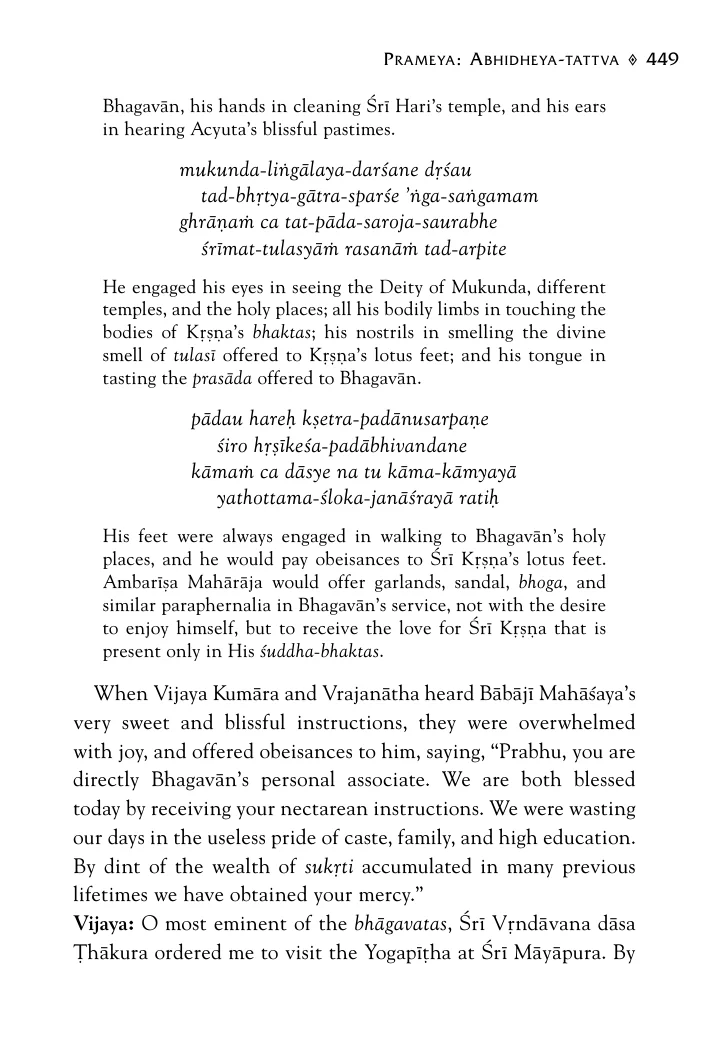 PRAMEYA: ABHIDHEYA-TATTVA ◊ 449
Bhagavān, his hands in cleaning Śrī Hari’s temple, and his ears
in hearing Acyuta’s blissful pastimes.
mukunda-liṅgālaya-darśane dṛśau
tad-bhṛtya-gātra-sparśe ’ṅga-saṅgamam
ghrāṇaṁ ca tat-pāda-saroja-saurabhe
śrīmat-tulasyāṁ rasanāṁ tad-arpite
He engaged his eyes in seeing the Deity of Mukunda, different
temples, and the holy places; all his bodily limbs in touching the
bodies of Kṛṣṇa’s bhaktas; his nostrils in smelling the divine
smell of tulasī offered to Kṛṣṇa’s lotus feet; and his tongue in
tasting the prasāda offered to Bhagavān.
pādau hareḥ kṣetra-padānusarpaṇe
śiro hṛṣīkeśa-padābhivandane
kāmaṁ ca dāsye na tu kāma-kāmyayā
yathottama-śloka-janāśrayā ratiḥ
His feet were always engaged in walking to Bhagavān’s holy
places, and he would pay obeisances to Śrī Kṛṣṇa’s lotus feet.
Ambarīṣa Mahārāja would offer garlands, sandal, bhoga, and
similar paraphernalia in Bhagavān’s service, not with the desire
to enjoy himself, but to receive the love for Śrī Kṛṣṇa that is
present only in His śuddha-bhaktas.
When Vijaya Kumāra and Vrajanātha heard Bābājī Mahāśaya’s
very sweet and blissful instructions, they were overwhelmed
with joy, and offered obeisances to him, saying, “Prabhu, you are
directly Bhagavān’s personal associate. We are both blessed
today by receiving your nectarean instructions. We were wasting
our days in the useless pride of caste, family, and high education.
By dint of the wealth of sukṛti accumulated in many previous
lifetimes we have obtained your mercy.”
Vijaya: O most eminent of the bhāgavatas, Śrī Vṛndāvana dāsa
Ṭhākura ordered me to visit the Yogapīṭha at Śrī Māyāpura. By